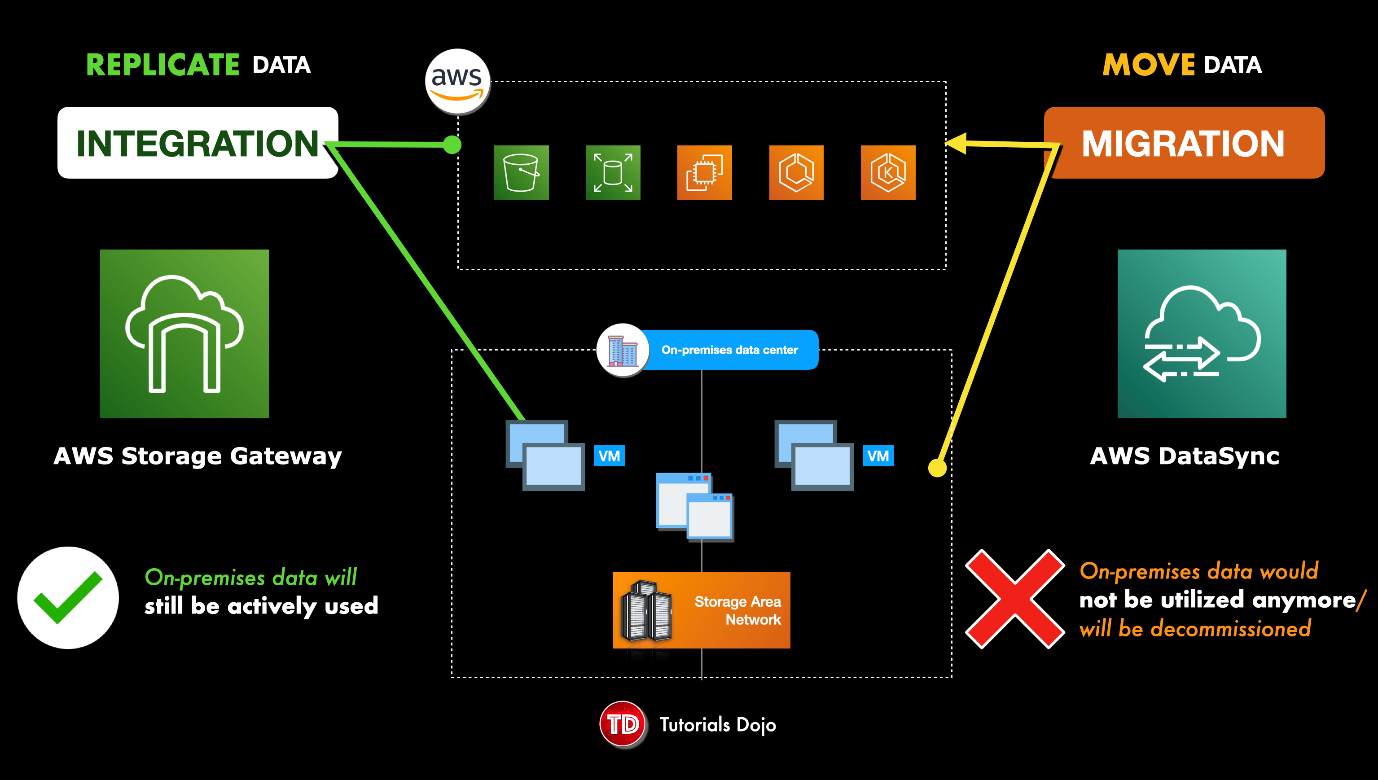 REPLICATE DATA
INTEGRATION
AWS Storage Gateway
On-premises data will
still be actively used
aws
K
On-premises data center
VM
VM
Storage Area
Network
TD Tutorials Dojo
MOVE DATA
MIGRATION
AWS DataSync
On-premises data would
not be utilized anymore/
will be decommissioned